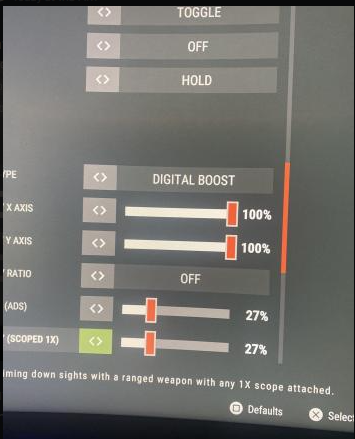 TOGGLE
OFF
HOLD
YPE DIGITAL BOOST
X AXIS 100%
Y AXIS 100%
RATIO OFF
(ADS) 27%
(SCOPED 1X) 27%
ming down sights with a ranged weapon with any 1X scope attached.
Defaults Selec